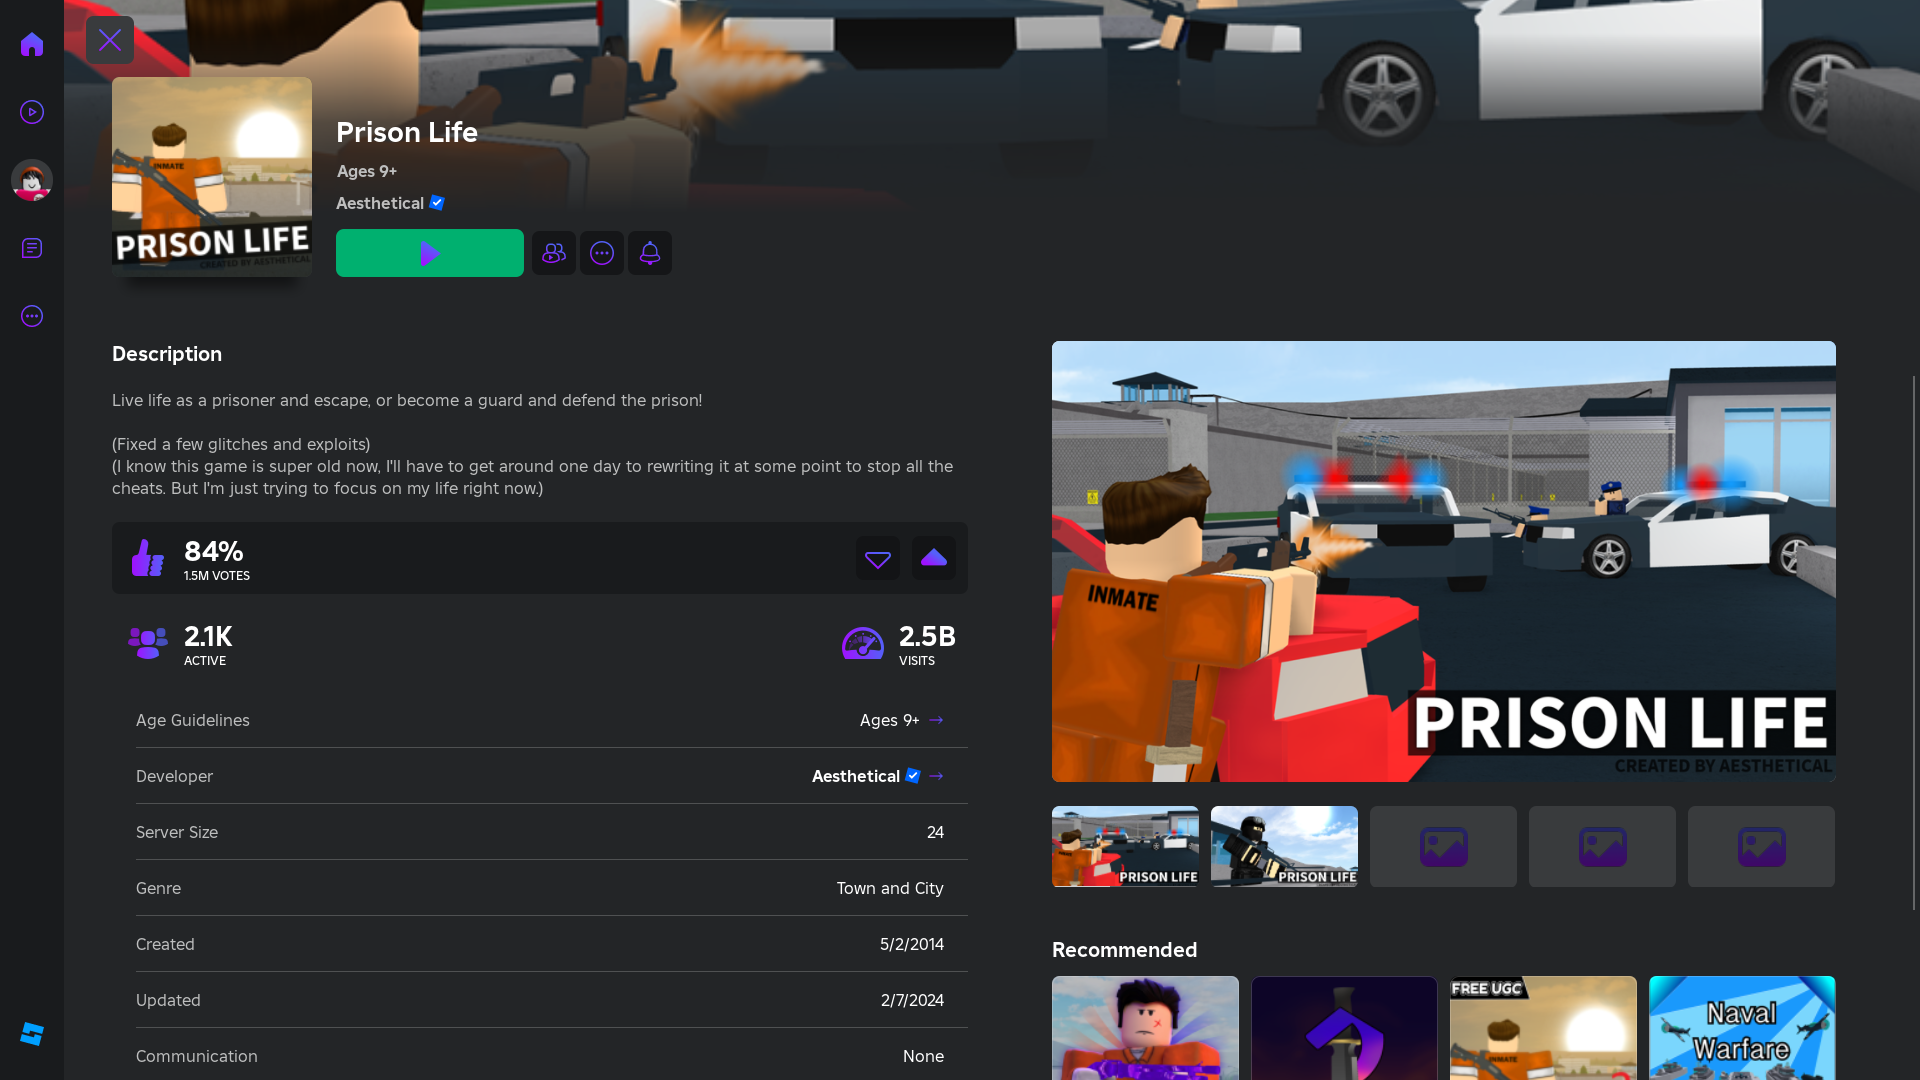 INMATE
PRISON LIFE
CREATED BY AESTHETICAL
Prison Life
Ages 9+
Aesthetical
Description
Live life as a prisoner and escape, or become a guard and defend the prison!
(Fixed a few glitches and exploits)
(I know this game is super old now, I'll have to get around one day to rewriting it at some point to stop all the
cheats. But I'm just trying to focus on my life right now.)
84%
1.5M VOTES
2.1K
ACTIVE
2.5B
VISITS
Age Guidelines
Ages 9+
Developer
Aesthetical
Server Size
24
Genre
Town and City
Created
5/2/2014
Updated
2/7/2024
Communication
None
INMATE
PRISON LIFE
CREATED BY AESTHETICAL
PRISON LIFE
PRISON LIFE
Recommended
FREE UGC
INMATE
Naval
Warfare